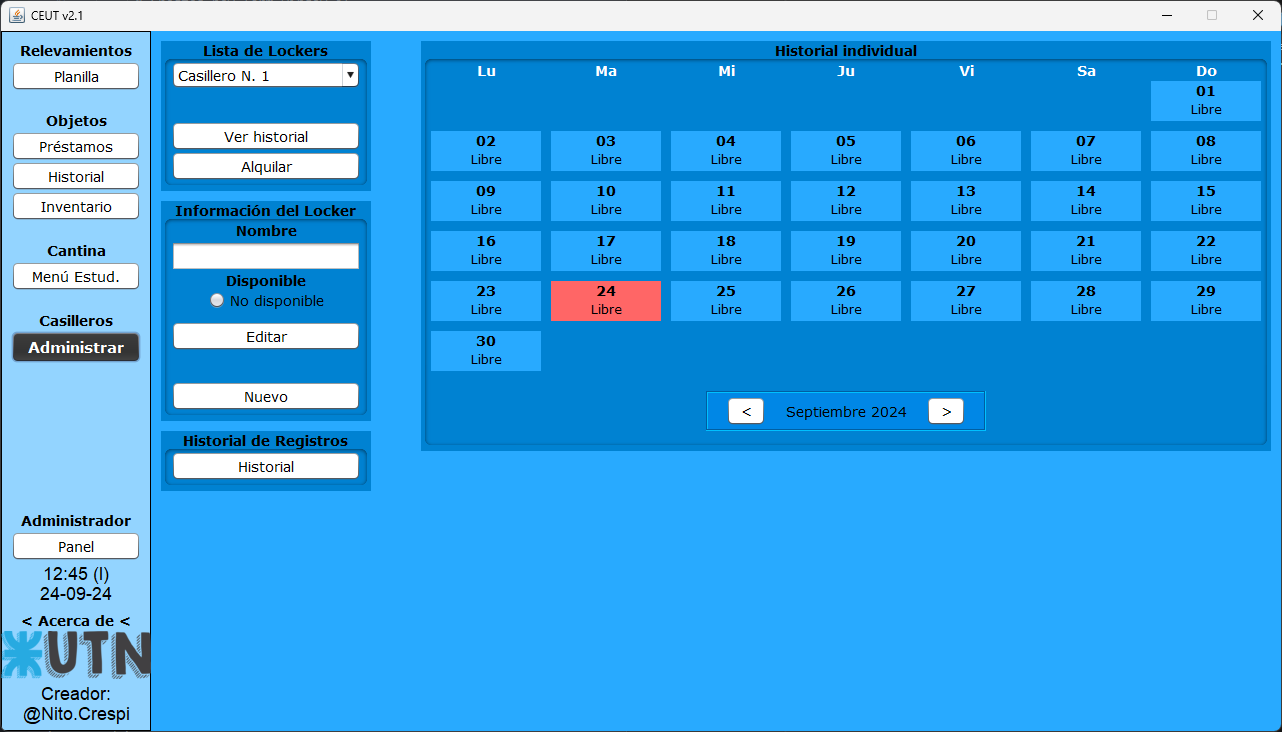 CEUT v2.1
Relevamientos
Planilla
Objetos
Préstamos
Historial
Inventario
Cantina
Menú Estud.
Casilleros
Administrar
Administrador
Panel
12:45 (I)
24-09-24
< Acerca de <
UTN
Creador:
@Nito.Crespi
Lista de Lockers
Casillero N. 1
Ver historial
Alquilar
Información del Locker
Nombre
Disponible
No disponible
Editar
Nuevo
Historial de Registros
Historial
Historial individual
Lu Ma Mi Ju Vi Sa Do
01
Libre
02 03 04 05 06 07 08
Libre Libre Libre Libre Libre Libre Libre
09 10 11 12 13 14 15
Libre Libre Libre Libre Libre Libre Libre
16 17 18 19 20 21 22
Libre Libre Libre Libre Libre Libre Libre
23 24 25 26 27 28 29
Libre Libre Libre Libre Libre Libre Libre
30
Libre
< Septiembre 2024 >